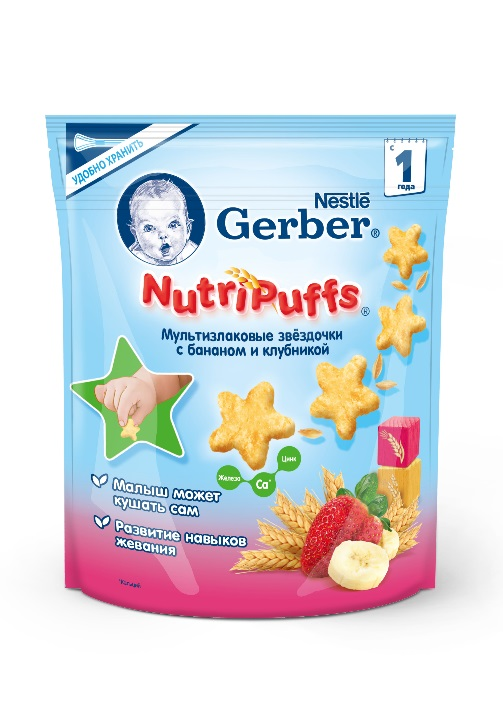 УДОБНО ХРАНИТЬ
с
1
года
Nestlé
Gerber®
NutriPuffs®
Мультизлаковые звёздочки
с бананом и клубникой
Железо
Ca*
Цинк
Малыш может
кушать сам
Развитие навыков
жевания
*Кальций